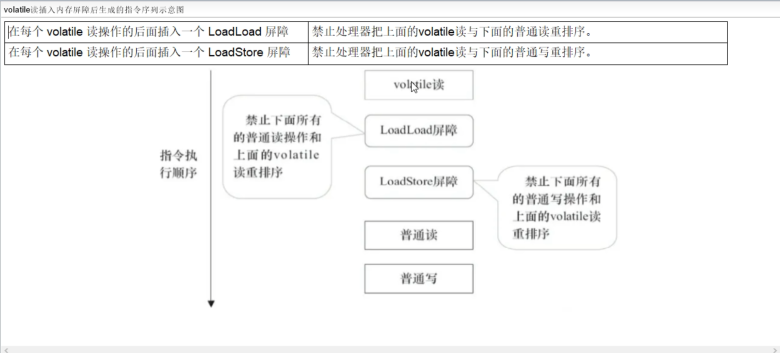 volatile读插入内存屏障后生成的指令序列示意图
在每个 volatile 读操作的后面插入一个 LoadLoad 屏障
禁止处理器把上面的volatile读与下面的普通读重排序。
在每个 volatile 读操作的后面插入一个 LoadStore 屏障
禁止处理器把上面的volatile读与下面的普通写重排序。
volatile读
禁止下面所有
的普通读操作和
上面的volatile
读重排序
LoadLoad屏障
指令执
行顺序
LoadStore屏障
禁止下面所有
的普通写操作和
上面的volatile读
重排序
普通读
普通写